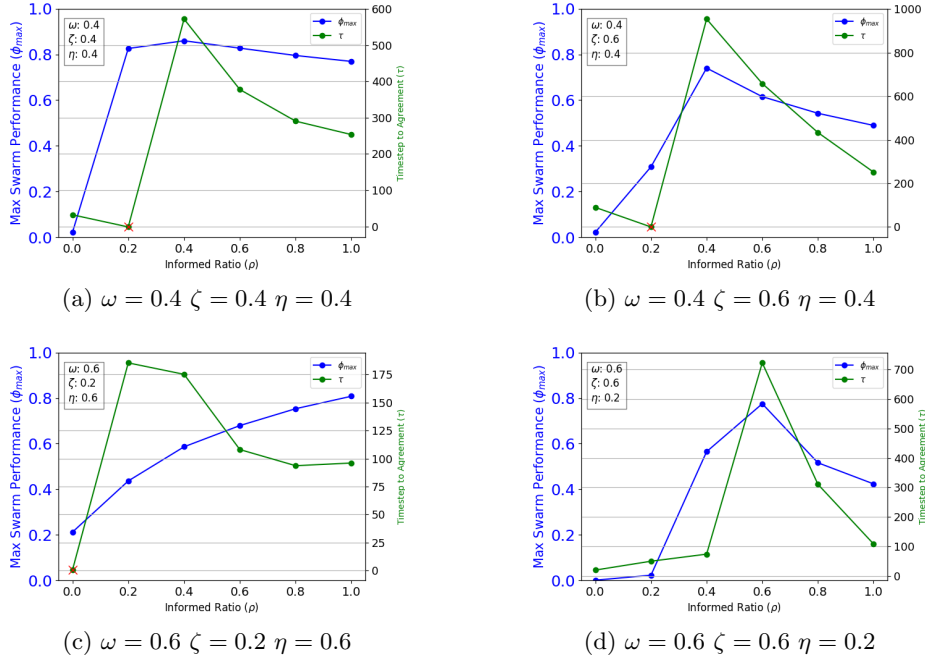 ω: 0.4
ζ: 0.4
η: 0.4
ϕmax
τ
Max Swarm Performance (ϕmax)
1.0
0.8
0.6
0.4
0.2
0.0
600
500
400
300
200
100
0
Timestep to Agreement (τ)
0.0 0.2 0.4 0.6 0.8 1.0
Informed Ratio (ρ)
(a) ω = 0.4 ζ = 0.4 η = 0.4
ω: 0.4
ζ: 0.6
η: 0.4
ϕmax
τ
Max Swarm Performance (ϕmax)
1.0
0.8
0.6
0.4
0.2
0.0
1000
800
600
400
200
0
Timestep to Agreement (τ)
0.0 0.2 0.4 0.6 0.8 1.0
Informed Ratio (ρ)
(b) ω = 0.4 ζ = 0.6 η = 0.4
ω: 0.6
ζ: 0.2
η: 0.6
ϕmax
τ
Max Swarm Performance (ϕmax)
1.0
0.8
0.6
0.4
0.2
0.0
175
150
125
100
75
50
25
0
Timestep to Agreement (τ)
0.0 0.2 0.4 0.6 0.8 1.0
Informed Ratio (ρ)
(c) ω = 0.6 ζ = 0.2 η = 0.6
ω: 0.6
ζ: 0.6
η: 0.2
ϕmax
τ
Max Swarm Performance (ϕmax)
1.0
0.8
0.6
0.4
0.2
0.0
700
600
500
400
300
200
100
0
Timestep to Agreement (τ)
0.0 0.2 0.4 0.6 0.8 1.0
Informed Ratio (ρ)
(d) ω = 0.6 ζ = 0.6 η = 0.2